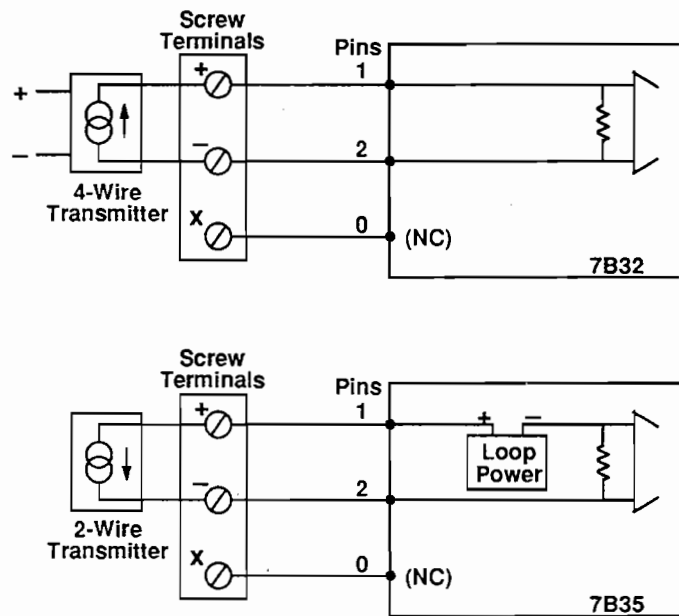 Screw
Terminals
Pins
+
1
+
−
−
2
4-Wire
Transmitter
X
0
(NC)
7B32
Screw
Terminals
Pins
+
1
+
−
Loop
Power
−
2
2-Wire
Transmitter
X
0
(NC)
7B35